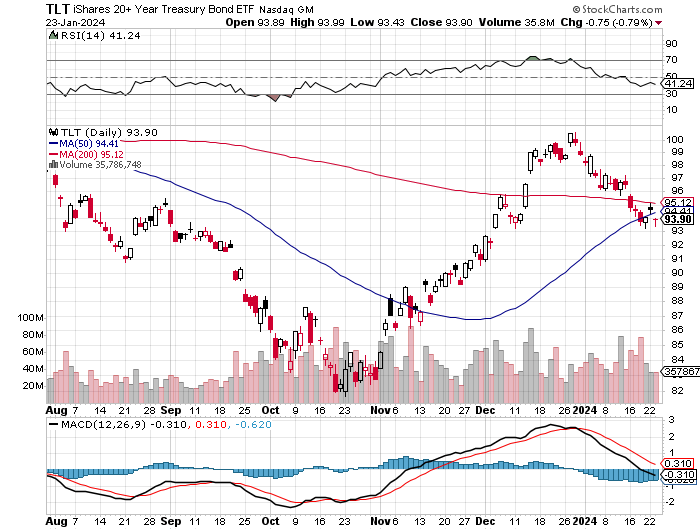 TLT iShares 20+ Year Treasury Bond ETF Nasdaq GM © StockCharts.com
23-Jan-2024 Open 93.89 High 93.99 Low 93.43 Close 93.90 Volume 35.8M Chg -0.75 (-0.79%)
RSI(14) 41.24
90
70
50
41.24
30
10
TLT (Daily) 93.90
MA(50) 94.41
MA(200) 95.12
Volume 35,786,748
100
99
98
97
96
95.12
94.41
93.90
93
92
91
90
89
88
87
86
85
84
83
82
100M
80M
60M
40M
20M
357867
Aug 7 14 21 28 Sep 11 18 25 Oct 9 16 23 Nov 6 13 20 27 Dec 11 18 26 2024 8 16 22
MACD(12,26,9) -0.310, 0.310, -0.620
3
2
1
0.310
-0.310
-1
-2
Aug 7 14 21 28 Sep 11 18 25 Oct 9 16 23 Nov 6 13 20 27 Dec 11 18 26 2024 8 16 22